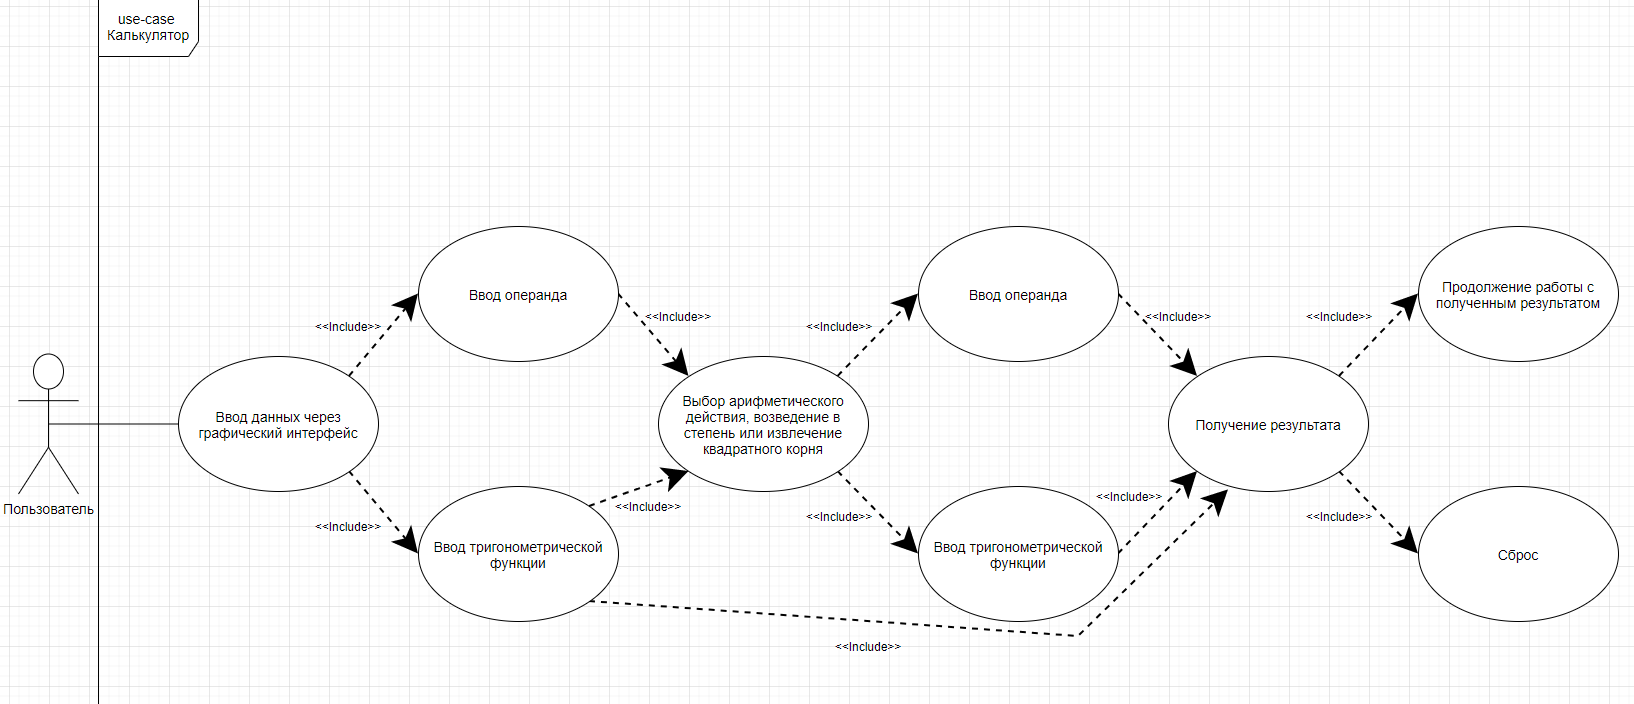 use-case
Калькулятор
Ввод операнда
Ввод операнда
Продолжение работы с
полученным результатом
<<Include>>
<<Include>>
<<Include>>
<<Include>>
<<Include>>
Ввод данных через
графический интерфейс
Выбор арифметического
действия, возведение в
степень или извлечение
квадратного корня
Получение результата
Пользователь
<<Include>>
<<Include>>
<<Include>>
<<Include>>
<<Include>>
Ввод тригонометрической
функции
Ввод тригонометрической
функции
Сброс
<<Include>>